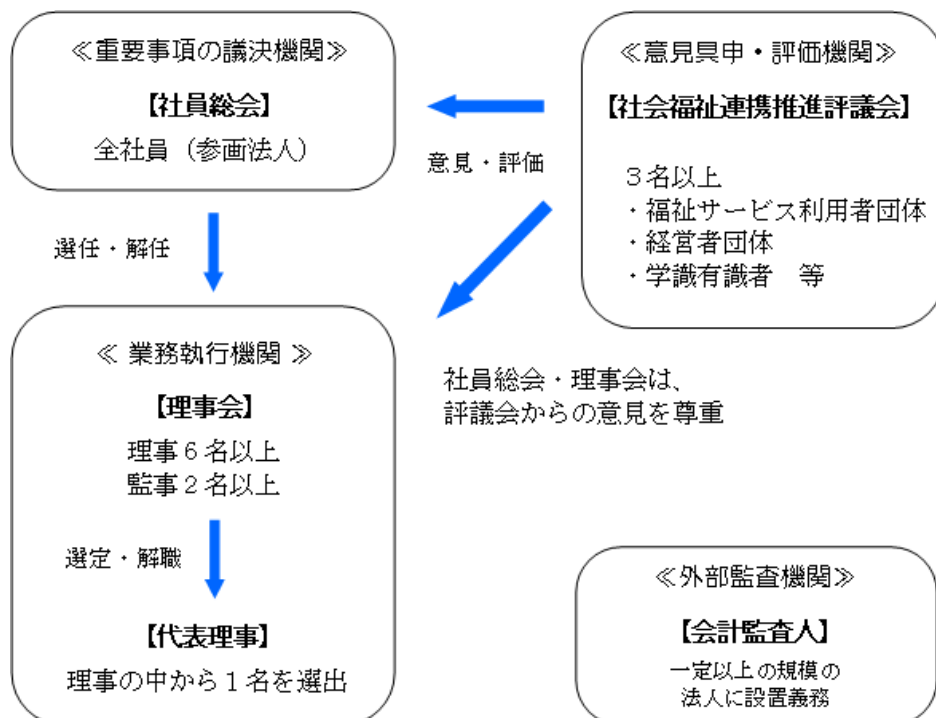 ≪重要事項の議決機関≫
【社員総会】
全社員（参画法人）
選任・解任
≪ 業務執行機関 ≫
【理事会】
理事６名以上
監事２名以上
選定・解職
【代表理事】
理事の中から１名を選出
意見・評価
≪意見具申・評価機関≫
【社会福祉連携推進評議会】
３名以上
・福祉サービス利用者団体
・経営者団体
・学識有識者　等
社員総会・理事会は、
評議会からの意見を尊重
≪外部監査機関≫
【会計監査人】
一定以上の規模の
法人に設置義務